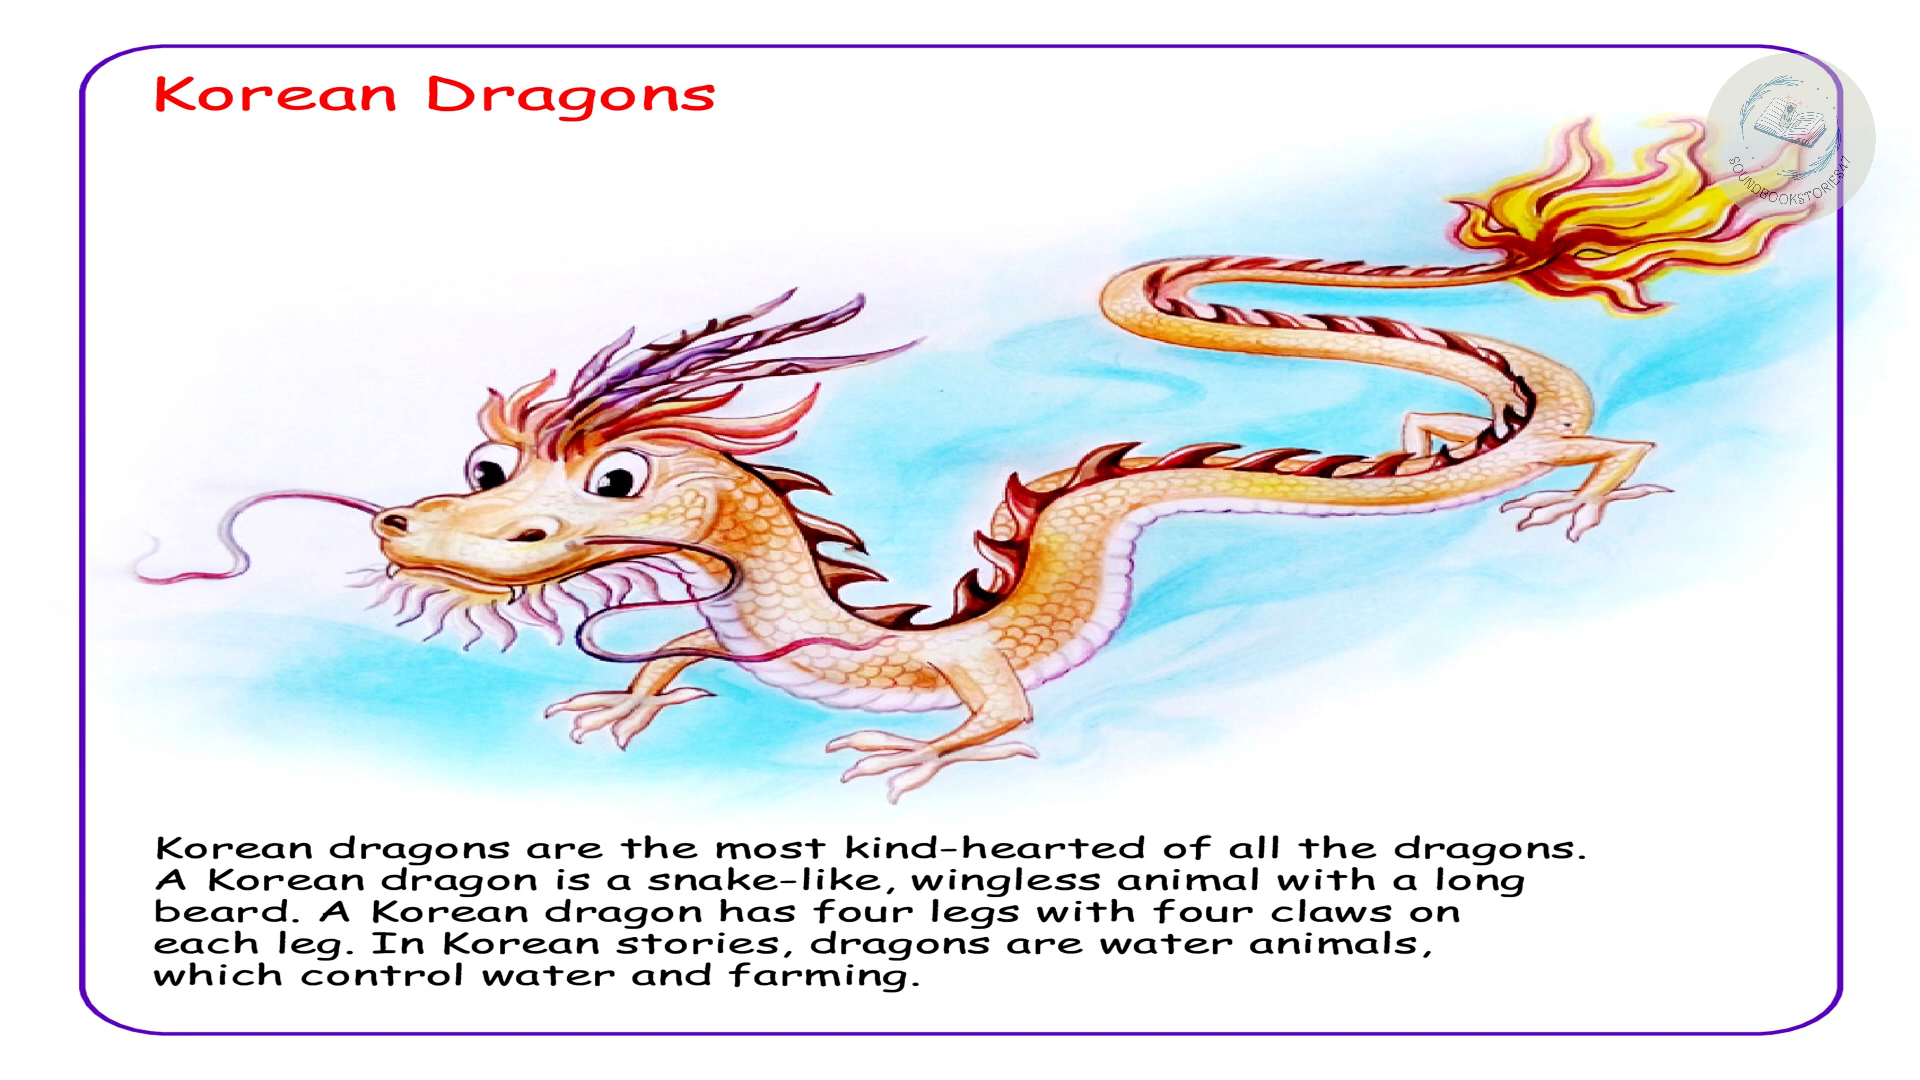 Korean Dragons
SOUNDBOOKSTORIES47
Korean dragons are the most kind-hearted of all the dragons.
A Korean dragon is a snake-like, wingless animal with a long
beard. A Korean dragon has four legs with four claws on
each leg. In Korean stories, dragons are water animals,
which control water and farming.